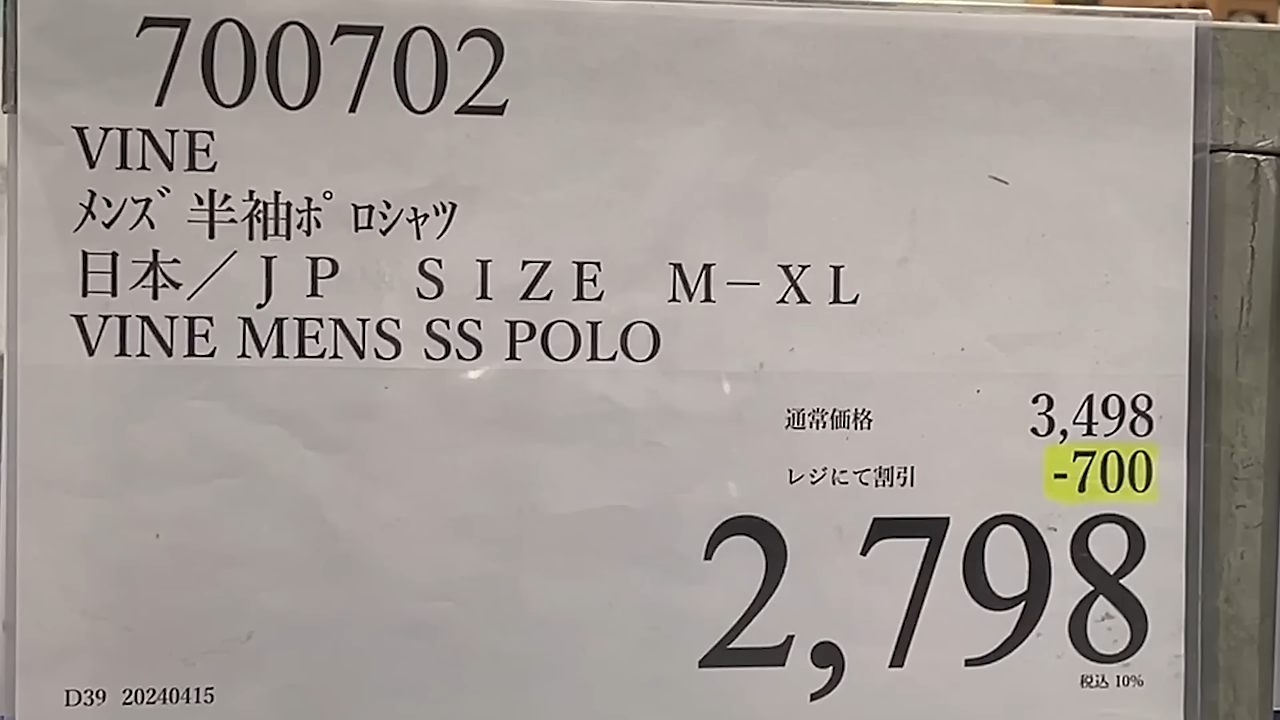 700702
VINE
ﾒﾝｽﾞ 半袖ﾎﾟﾛｼｬﾂ
日本／ＪＰ　ＳＩＺＥ　Ｍ－ＸＬ
VINE MENS SS POLO
通常価格 3,498
レジにて割引 -700
2,798
税込 10%
D39 20240415